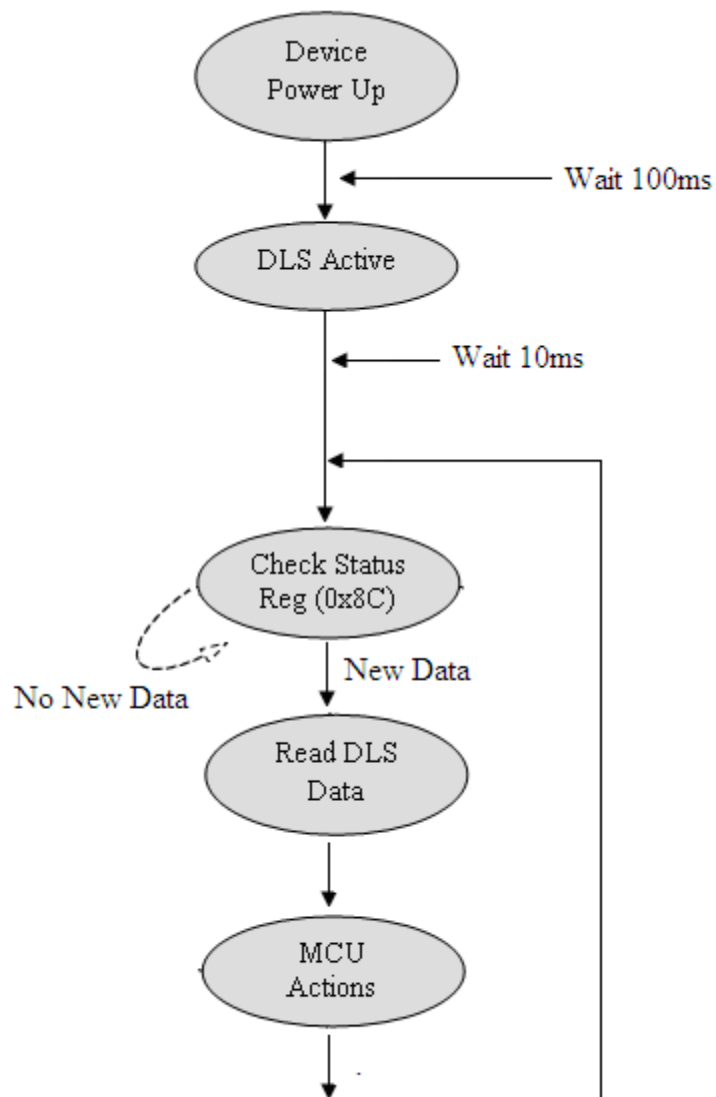 Device
Power Up
Wait 100ms
DLS Active
Wait 10ms
Check Status
Reg (0x8C)
New Data
No New Data
Read DLS
Data
MCU
Actions